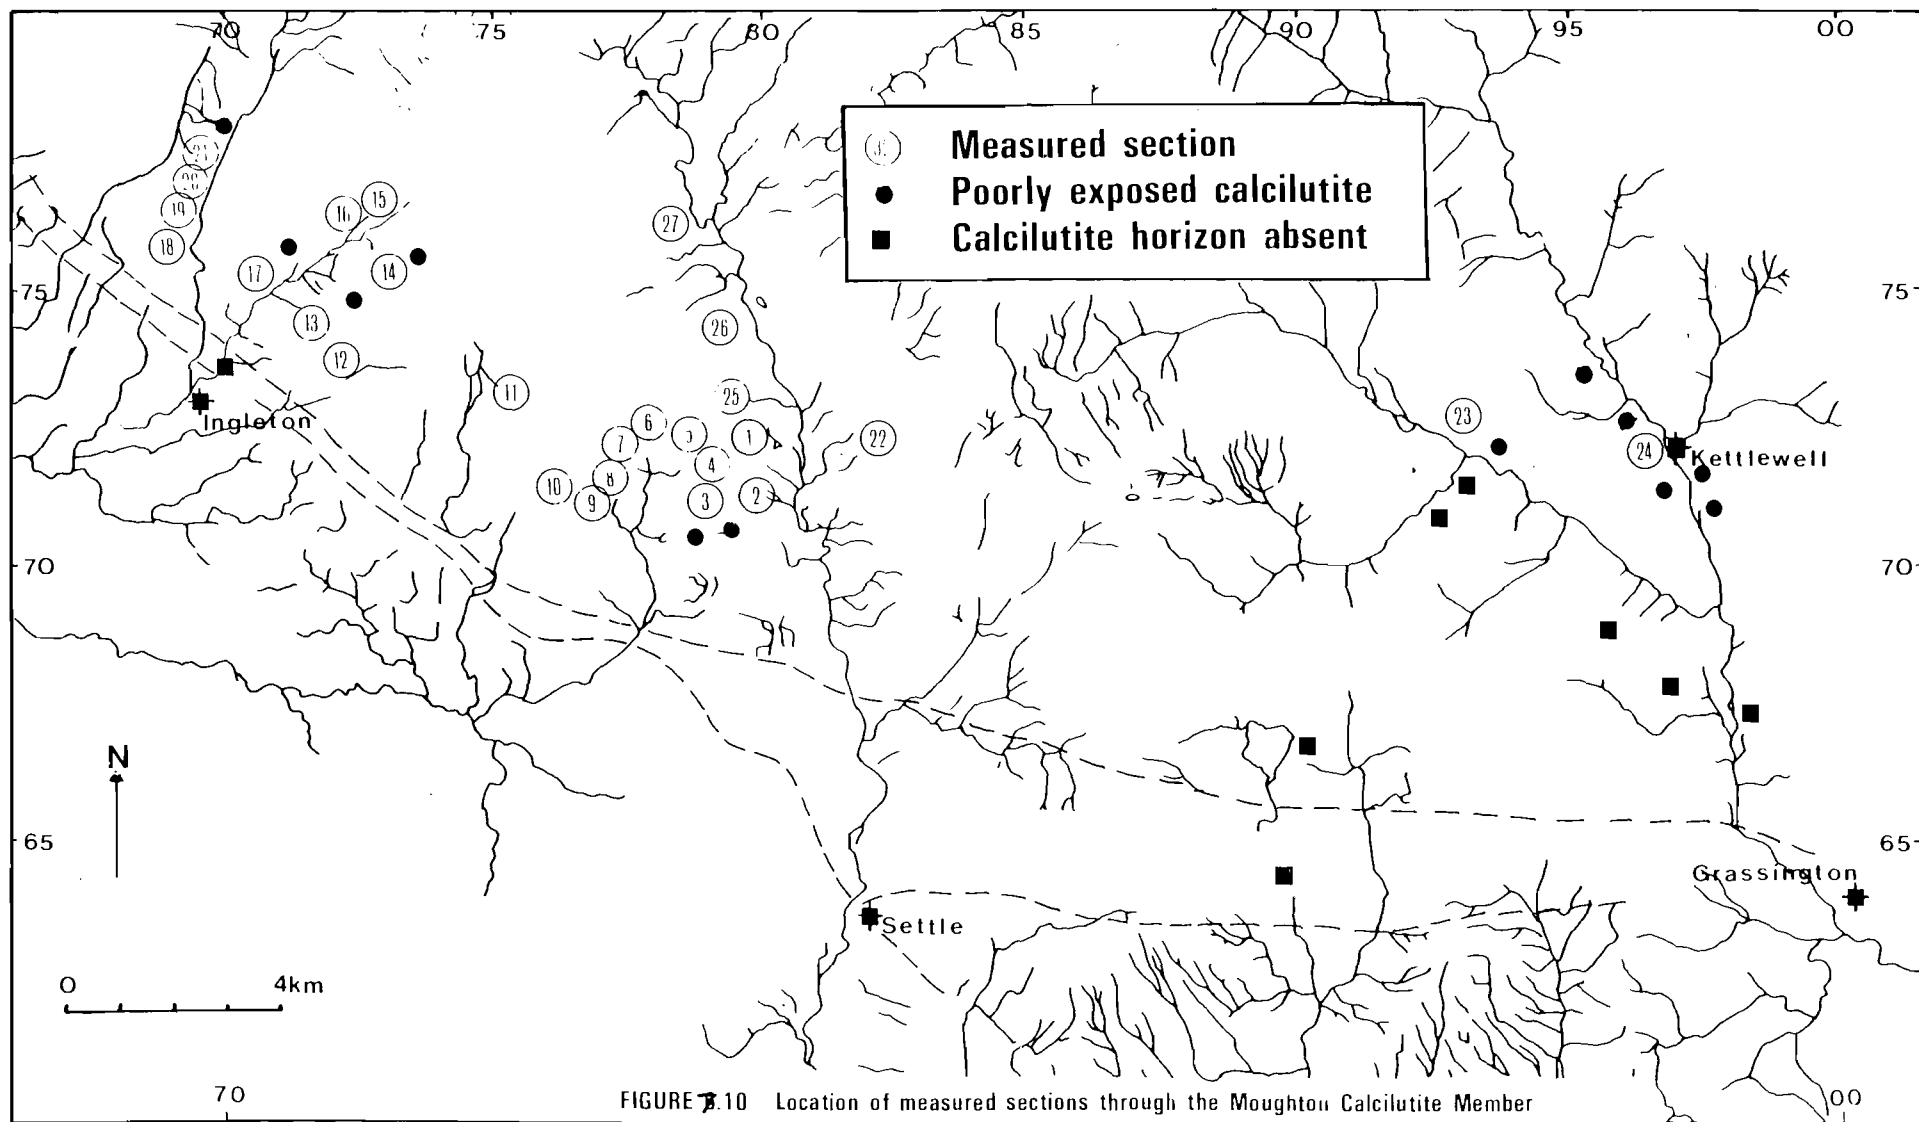 70 75 80 85 90 95 00
Measured section
Poorly exposed calcilutite
Calcilutite horizon absent
21
20
19
18
16 15
17
14
13
12
11
27
26
25
6 5 1
7
4
22
10 8
9 3 2
23
24
75 75
70 70
65 65
Ingleton
Kettlewell
Grassington
Settle
N
0 4km
70 00
FIGURE .10 Location of measured sections through the Moughton Calcilutite Member